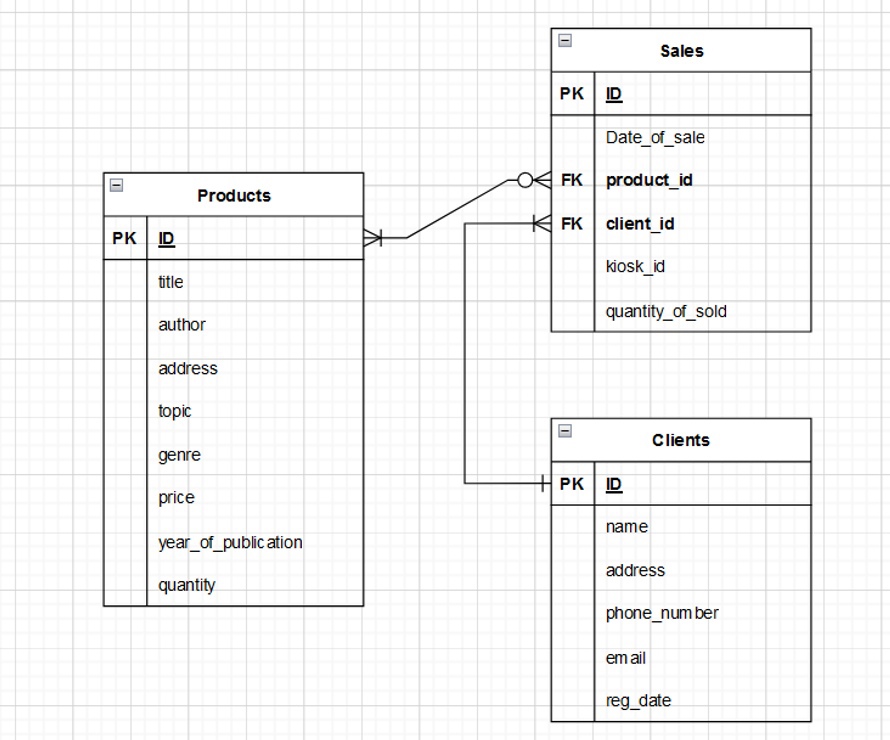 Sales
PK ID
Date_of_sale
FK product_id
FK client_id
kiosk_id
quantity_of_sold
Products
PK ID
title
author
address
topic
genre
price
year_of_publication
quantity
Clients
PK ID
name
address
phone_number
email
reg_date